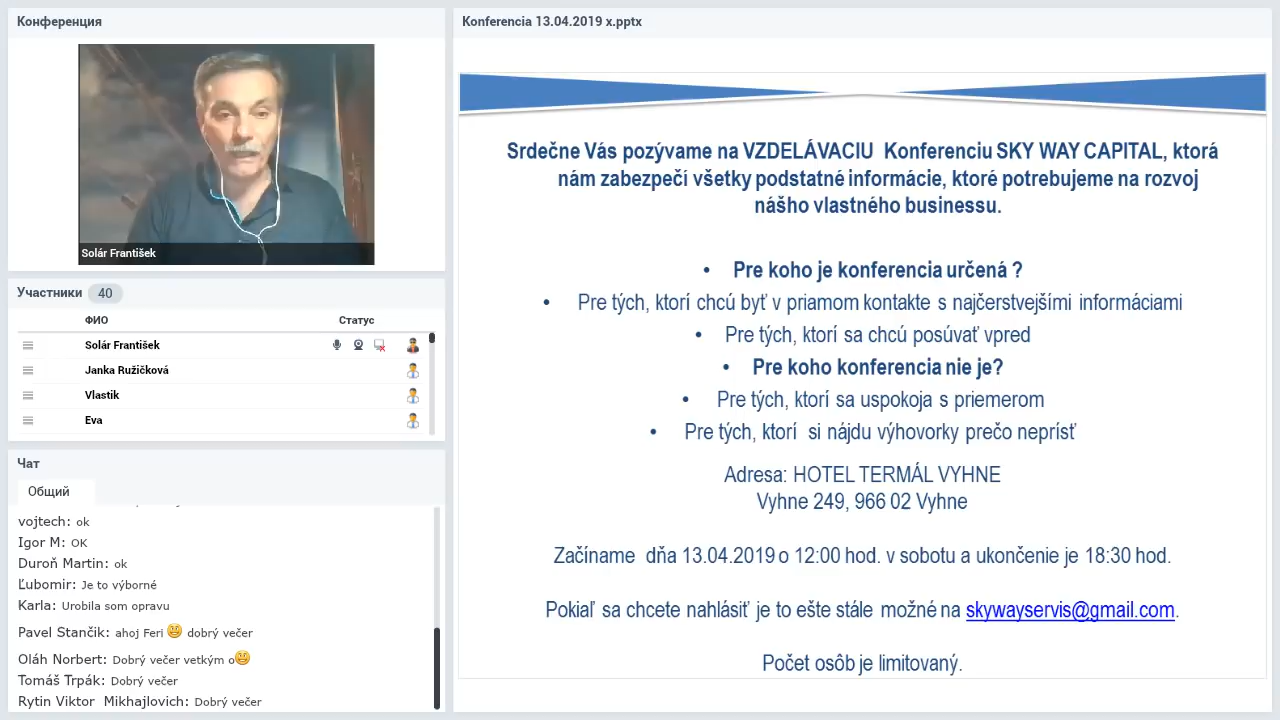 Конференция
Solár František
Участники 40
ФИО Статус
Solár František
Janka Ružičková
Vlastik
Eva
Чат
Общий
vojtech: ok
Igor M: OK
Duroň Martin: ok
Ľubomir: Je to výborné
Karla: Urobila som opravu
Pavel Stančik: ahoj Feri dobrý večer
Oláh Norbert: Dobrý večer vetkým o
Tomáš Trpák: Dobrý večer
Rytin Viktor Mikhajlovich: Dobrý večer
Konferencia 13.04.2019 x.pptx
Srdečne Vás pozývame na VZDELÁVACIU Konferenciu SKY WAY CAPITAL, ktorá
nám zabezpečí všetky podstatné informácie, ktoré potrebujeme na rozvoj
nášho vlastného businessu.
• Pre koho je konferencia určená ?
• Pre tých, ktorí chcú byť v priamom kontakte s najčerstvejšími informáciami
• Pre tých, ktorí sa chcú posúvať vpred
• Pre koho konferencia nie je?
• Pre tých, ktorí sa uspokoja s priemerom
• Pre tých, ktorí si nájdu výhovorky prečo neprísť
Adresa: HOTEL TERMÁL VYHNE
Vyhne 249, 966 02 Vyhne
Začíname dňa 13.04.2019 o 12:00 hod. v sobotu a ukončenie je 18:30 hod.
Pokiaľ sa chcete nahlásiť je to ešte stále možné na skywayservis@gmail.com.
Počet osôb je limitovaný.